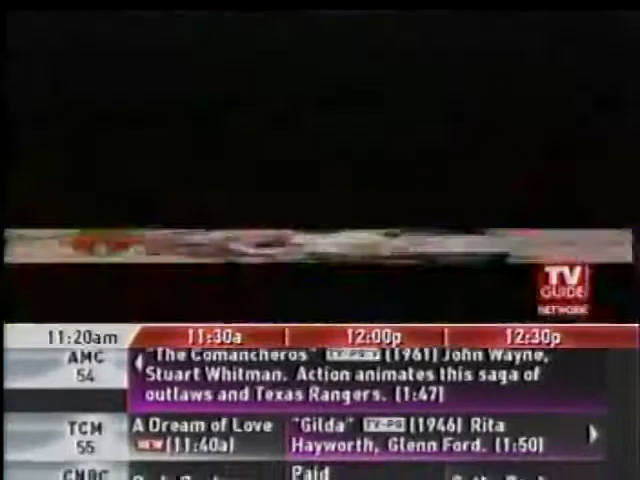 TV
GUIDE
NETWORK
11:20am 11:30a 12:00p 12:30p
AMC
54
"The Comancheros" (1961) John Wayne,
Stuart Whitman. Action animates this saga of
outlaws and Texas Rangers. (1:47)
TCM
55
A Dream of Love
NEW (11:40a)
"Gilda" TV-PG (1946) Rita
Hayworth, Glenn Ford. (1:50)
CNBC
Paid